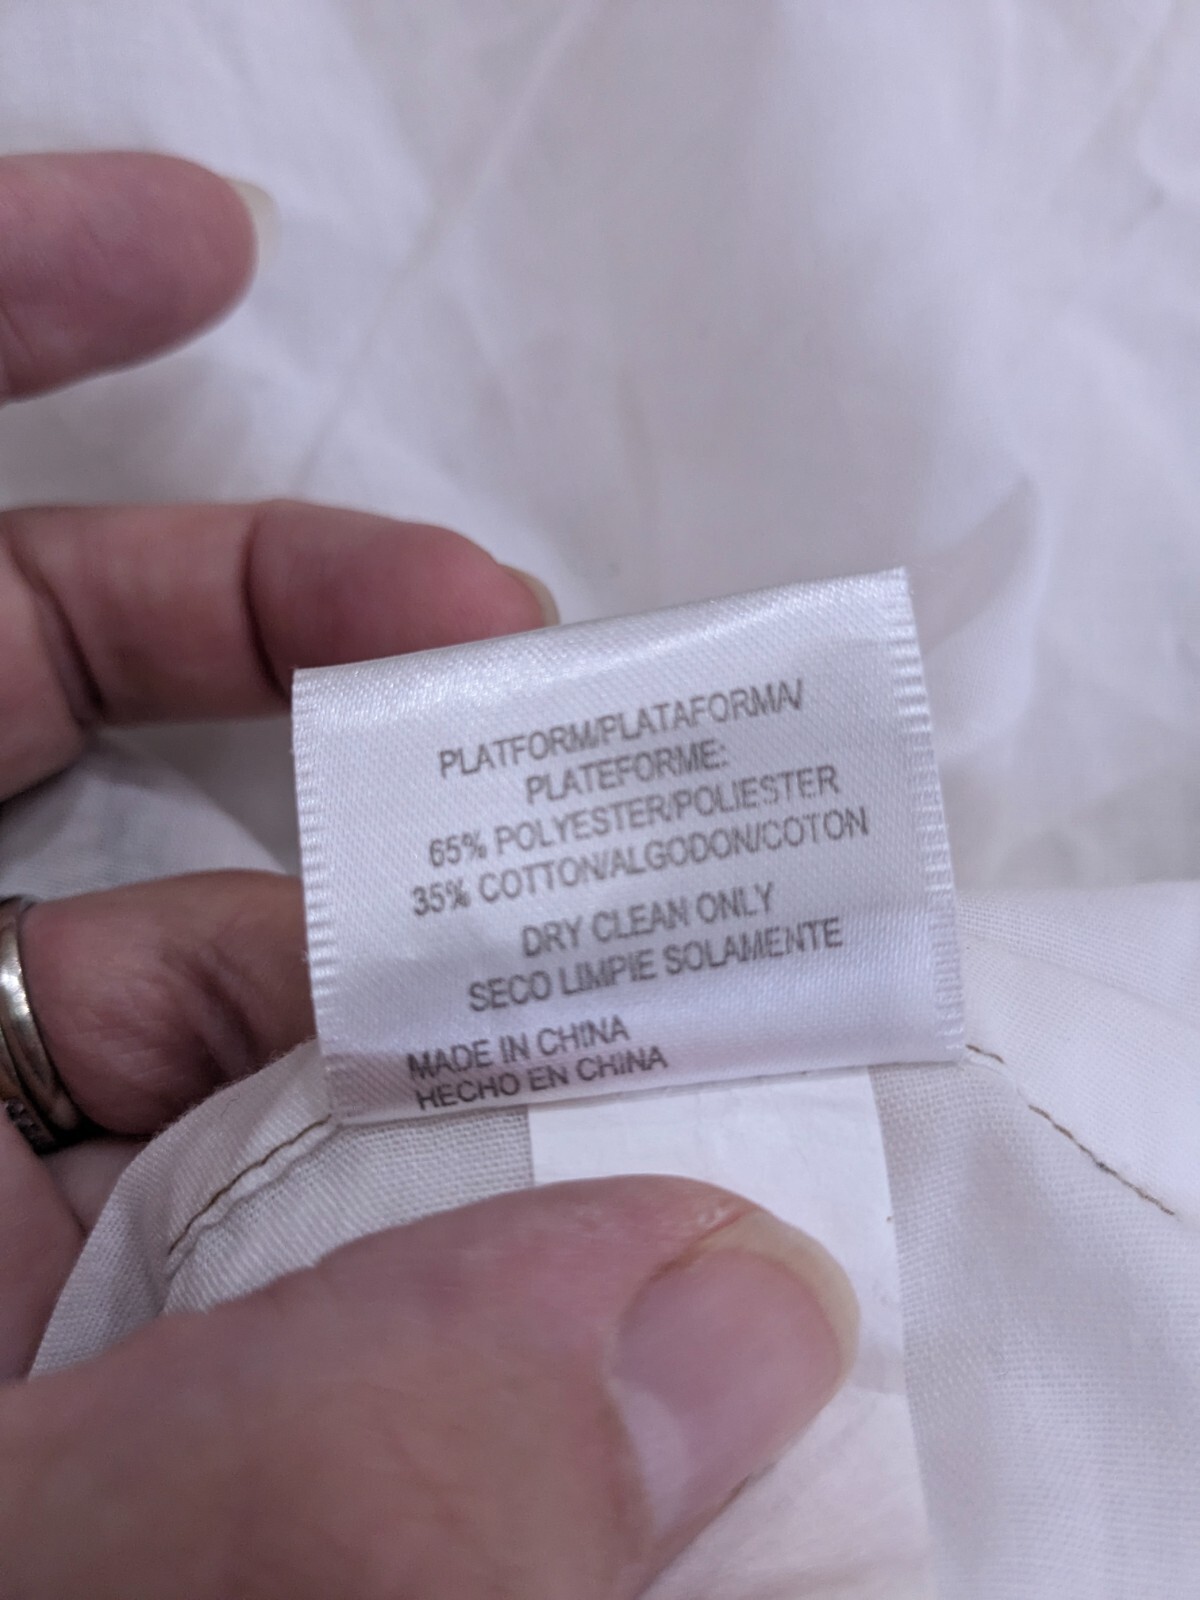 PLATFORM/PLATAFORMA/
PLATEFORME:
65% POLYESTER/POLIESTER
35% COTTON/ALGODON/COTON
DRY CLEAN ONLY
SECO LIMPIE SOLAMENTE
MADE IN CHINA
HECHO EN CHINA